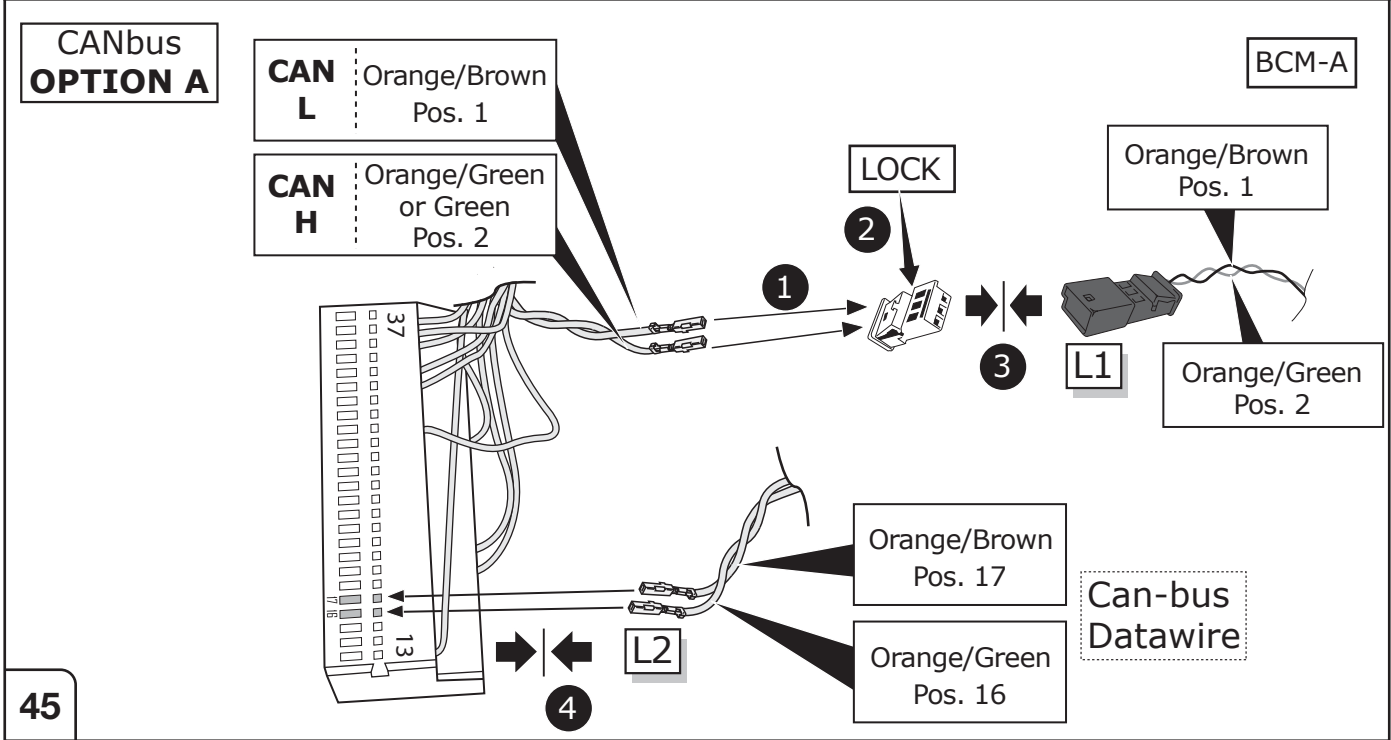 CANbus
OPTION A
CAN
L
Orange/Brown
Pos. 1
CAN
H
Orange/Green
or Green
Pos. 2
BCM-A
LOCK
2
1
Orange/Brown
Pos. 1
3
L1
Orange/Green
Pos. 2
37
17
16
13
Orange/Brown
Pos. 17
L2
Orange/Green
Pos. 16
Can-bus
Datawire
4
45